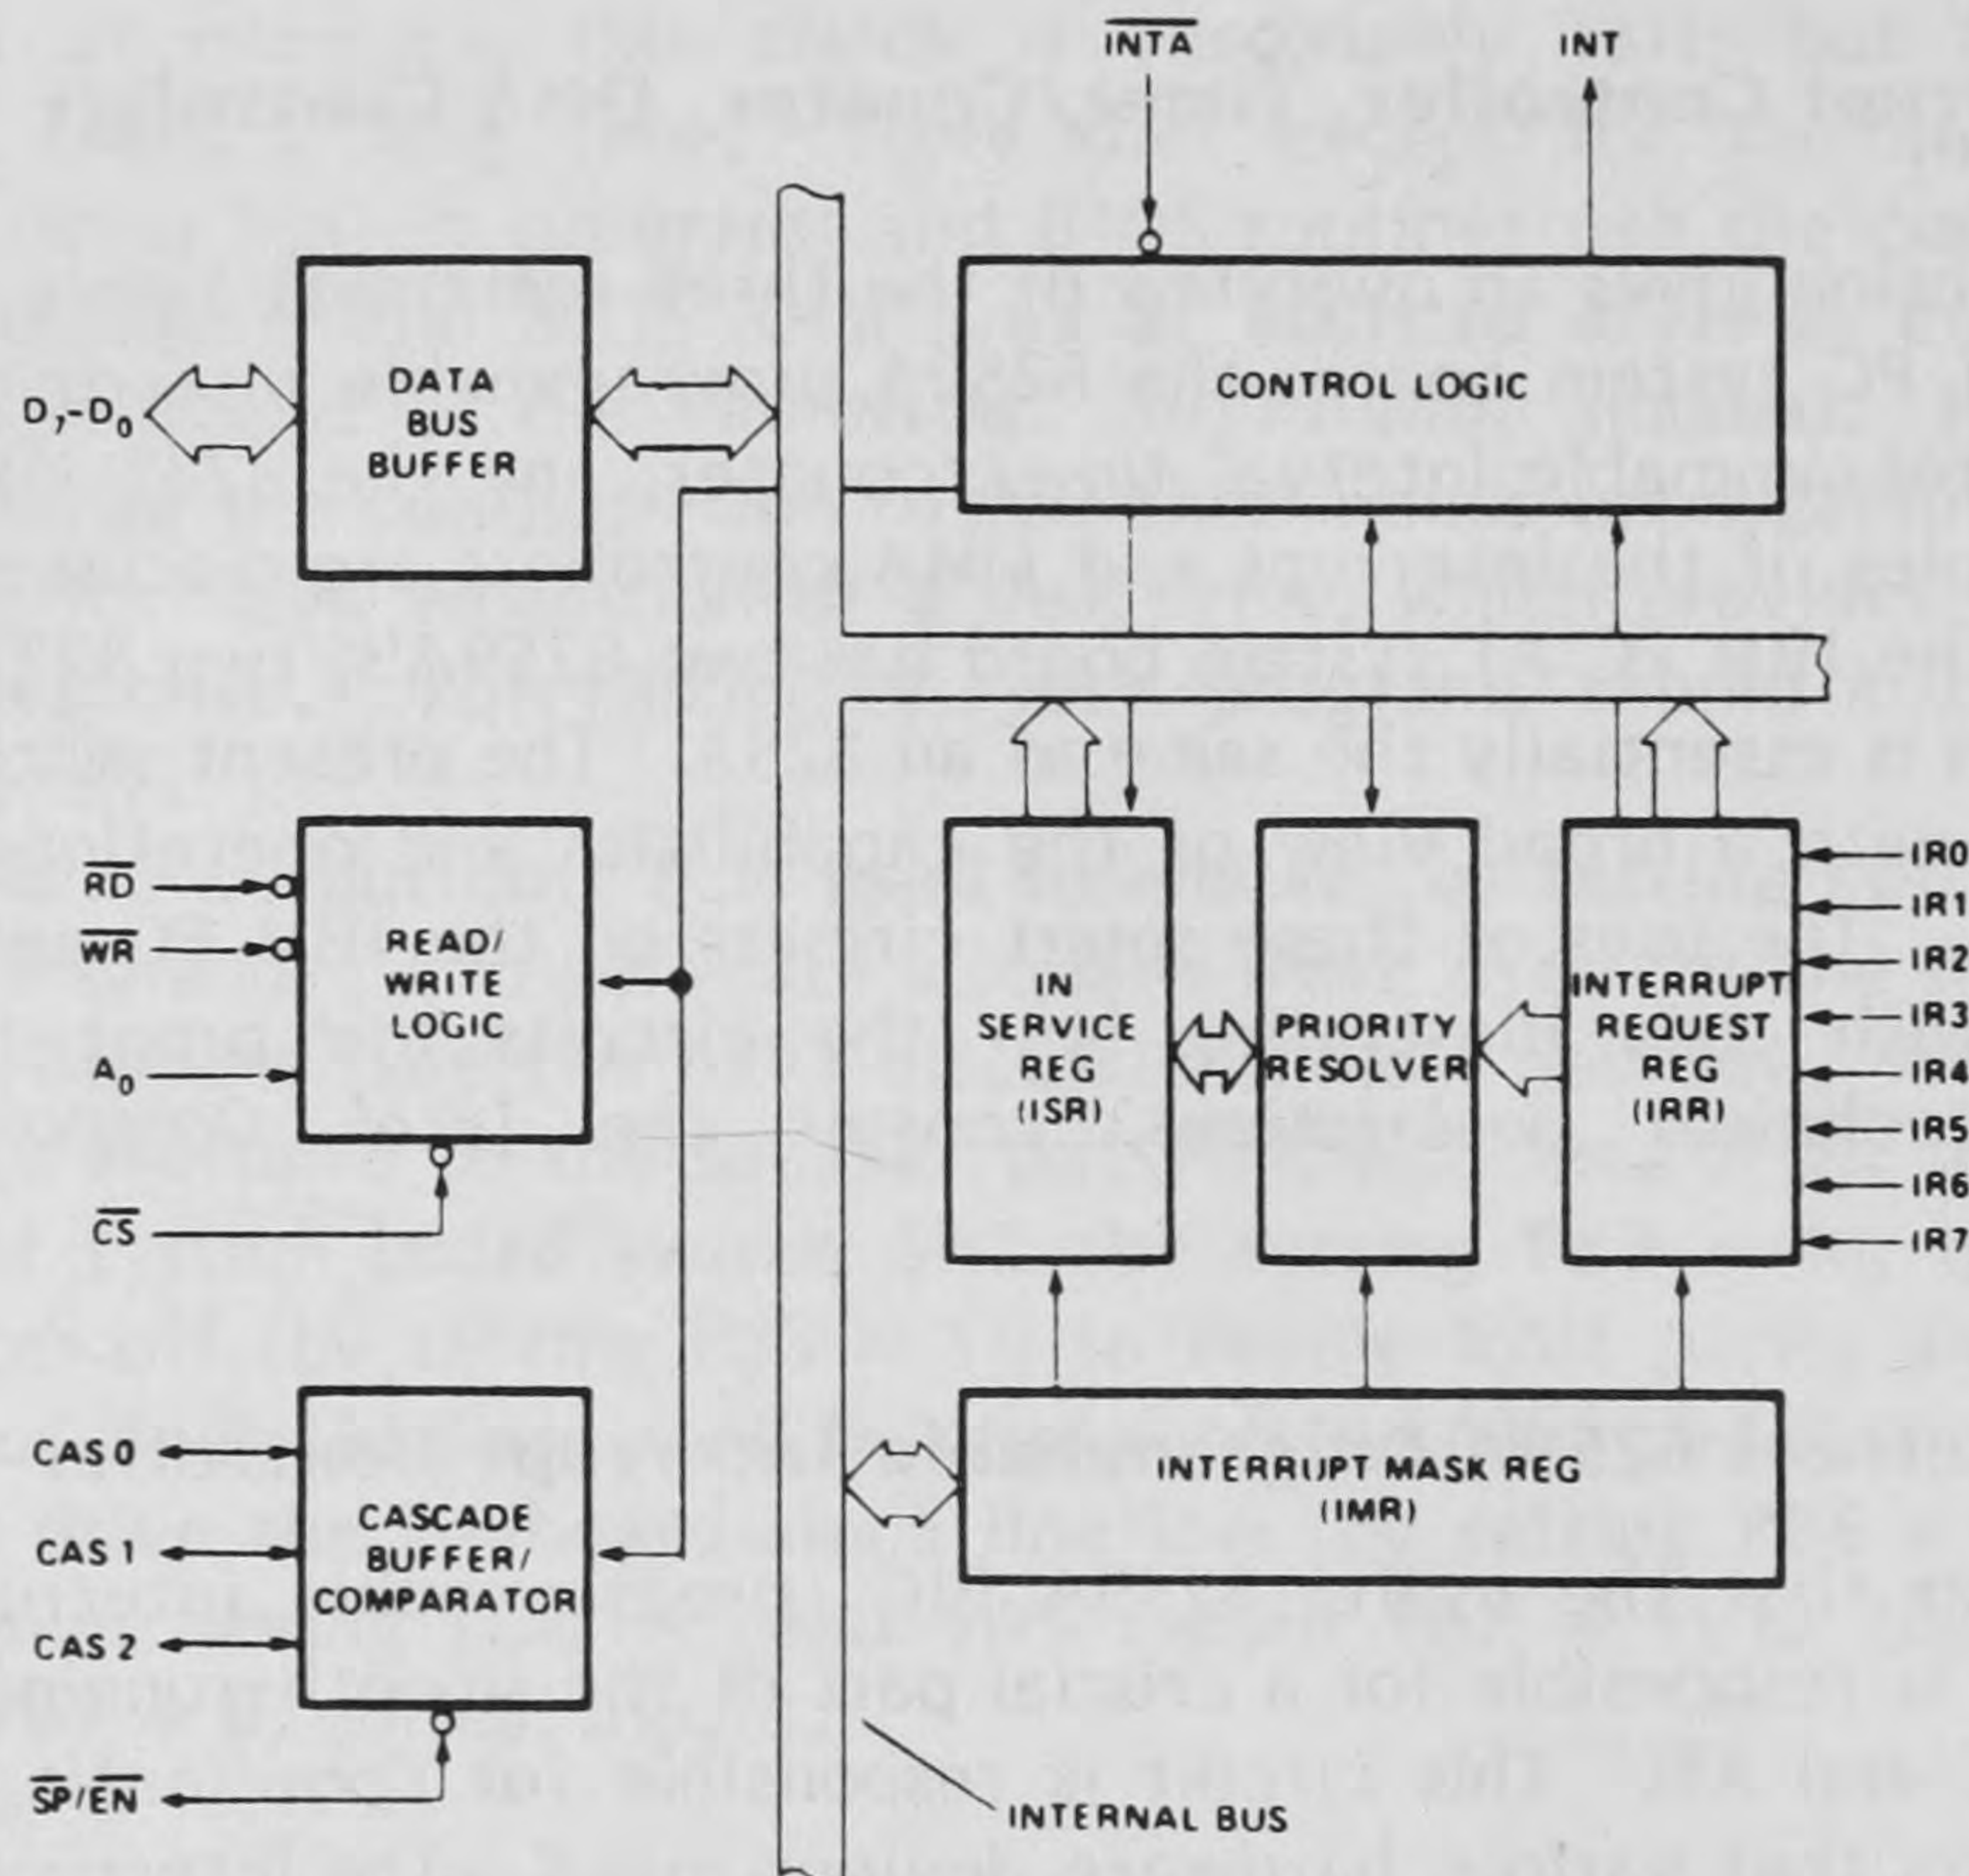 INTA
INT
DATA
BUS
BUFFER
D7-D0
CONTROL LOGIC
RD
WR
A0
CS
READ/
WRITE
LOGIC
IN
SERVICE
REG
(ISR)
PRIORITY
RESOLVER
INTERRUPT
REQUEST
REG
(IRR)
IR0
IR1
IR2
IR3
IR4
IR5
IR6
IR7
CAS 0
CAS 1
CAS 2
SP/EN
CASCADE
BUFFER/
COMPARATOR
INTERRUPT MASK REG
(IMR)
INTERNAL BUS